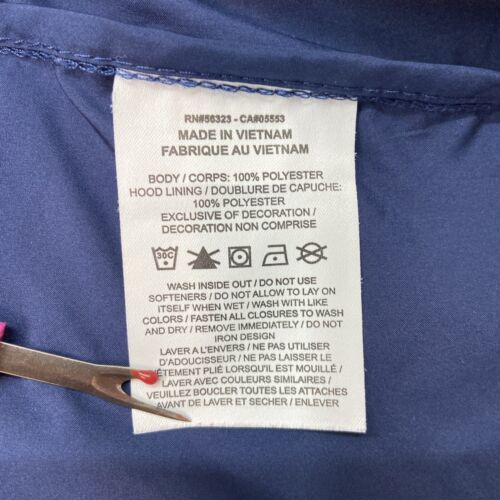 RN#56323 - CA#05553
MADE IN VIETNAM
FABRIQUE AU VIETNAM
BODY / CORPS: 100% POLYESTER
HOOD LINING / DOUBLURE DE CAPUCHE:
100% POLYESTER
EXCLUSIVE OF DECORATION /
DECORATION NON COMPRISE
30C
WASH INSIDE OUT / DO NOT USE
SOFTENERS / DO NOT ALLOW TO LAY ON
ITSELF WHEN WET / WASH WITH LIKE
COLORS / FASTEN ALL CLOSURES TO WASH
AND DRY / REMOVE IMMEDIATELY / DO NOT
IRON DESIGN
LAVER A L'ENVERS / NE PAS UTILISER
D'ADOUCISSEUR / NE PAS LAISSER LE
VÊTEMENT PLIÉ LORSQU'IL EST MOUILLÉ /
LAVER AVEC COULEURS SIMILAIRES /
VEUILLEZ BOUCLER TOUTES LES ATTACHES
AVANT DE LAVER ET SECHER / ENLEVER